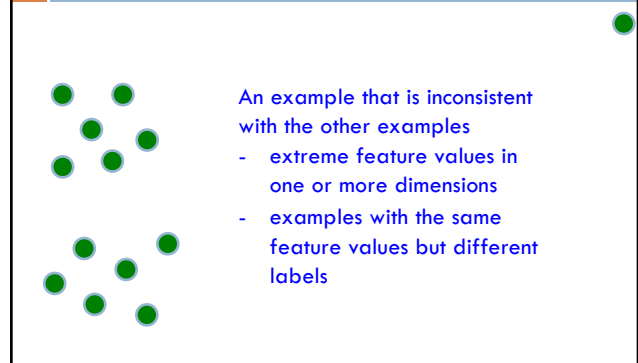 An example that is inconsistent
with the other examples
- extreme feature values in
one or more dimensions
- examples with the same
feature values but different
labels